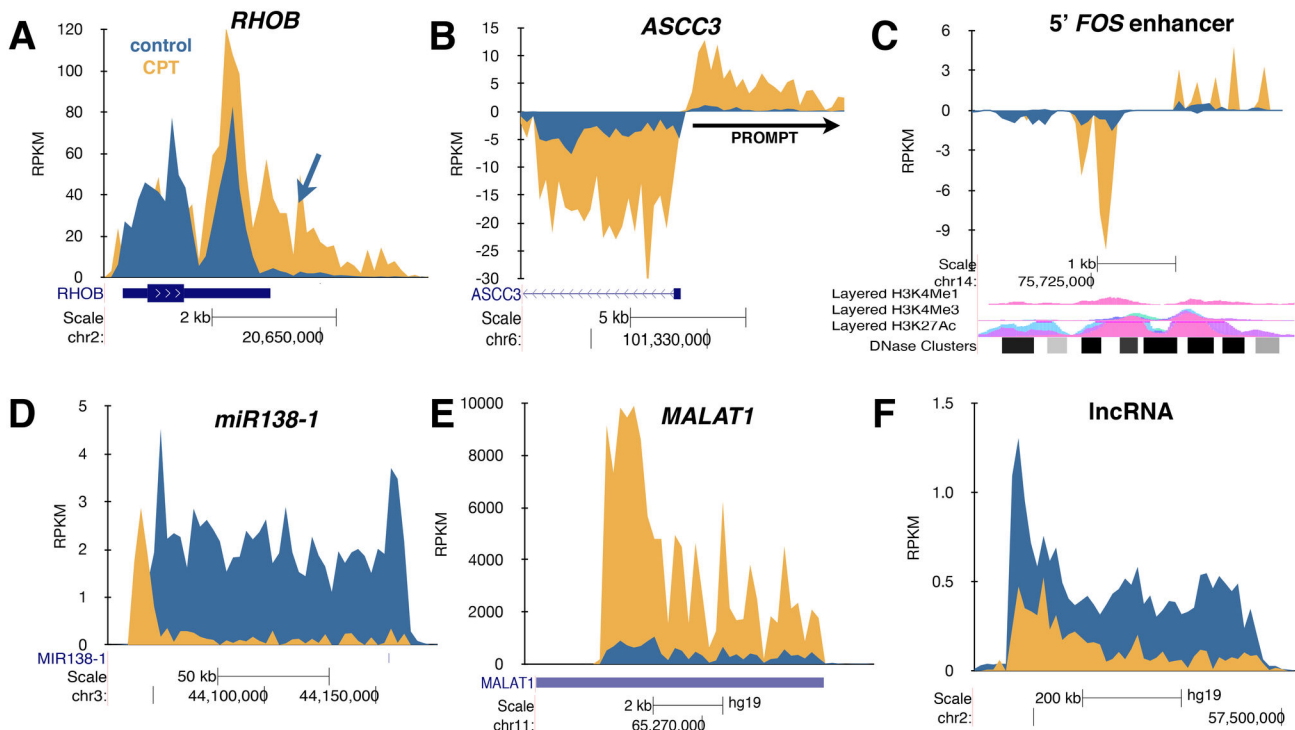 A
RHOB
control
CPT
120
100
80
60
40
20
0
RPKM
RHOB
Scale
2 kb
chr2:
20,650,000
B
ASCC3
15
10
5
0
-5
-10
-15
-20
-25
-30
RPKM
PROMPT
ASCC3
Scale
5 kb
chr6:
101,330,000
C
5' FOS enhancer
6
3
0
-3
-6
-9
RPKM
Scale
1 kb
chr14:
75,725,000
Layered H3K4Me1
Layered H3K4Me3
Layered H3K27Ac
DNase Clusters
D
miR138-1
5
4
3
2
1
0
RPKM
MIR138-1
Scale
50 kb
chr3:
44,100,000
44,150,000
E
MALAT1
10000
8000
6000
4000
2000
0
RPKM
MALAT1
Scale
2 kb
hg19
chr11:
65,270,000
F
lncRNA
1.5
1.0
0.5
0
RPKM
Scale
200 kb
hg19
chr2:
57,500,000